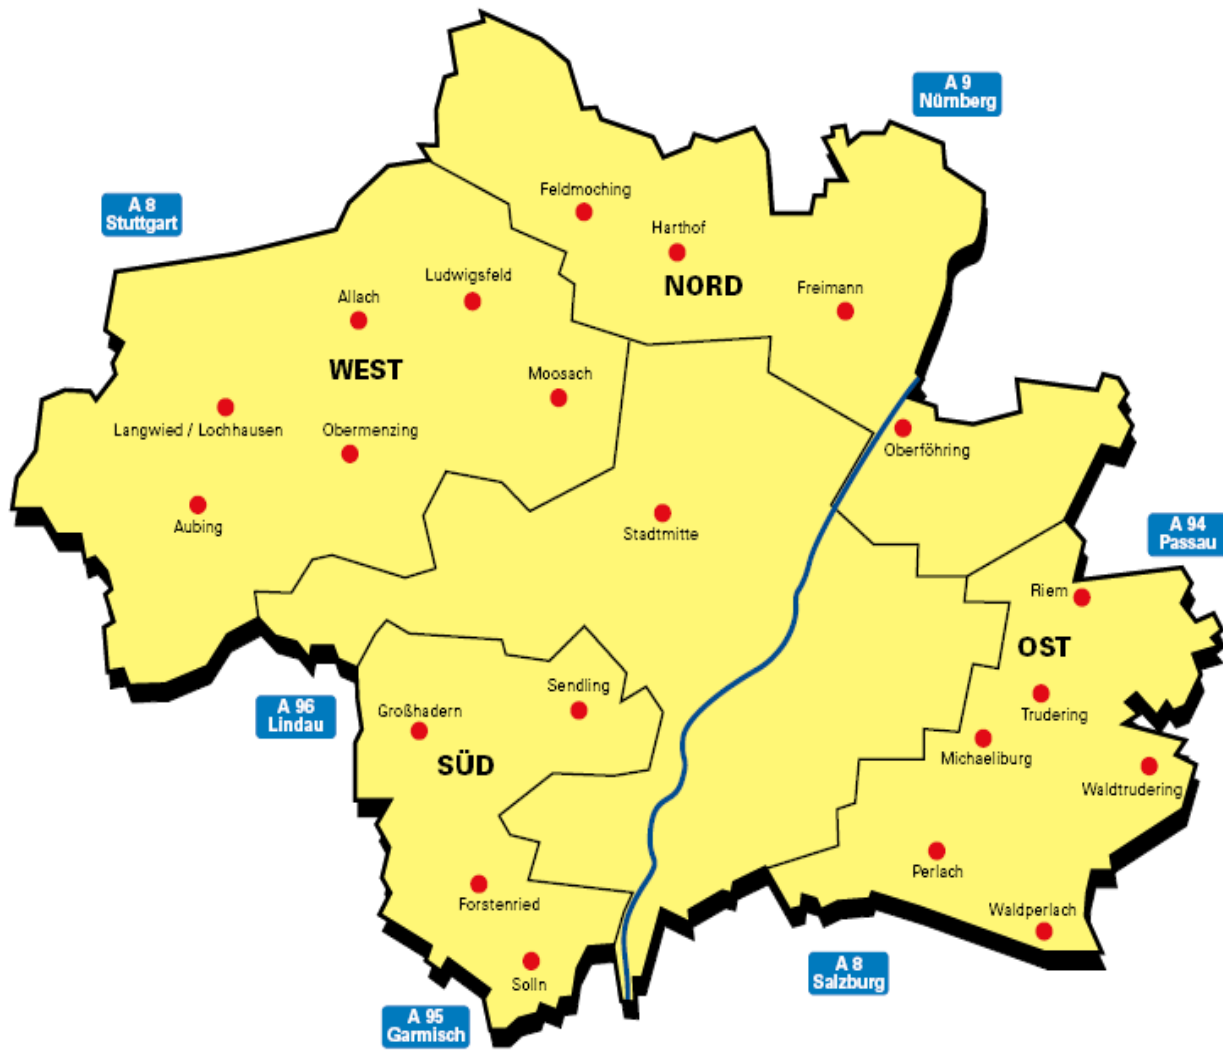 A 9
Nürnberg
A 8
Stuttgart
Feldmoching
Harthof
NORD
Freimann
Ludwigsfeld
Allach
WEST
Moosach
Langwied / Lochhausen
Obermenzing
Aubing
Oberföhring
Stadtmitte
A 94
Passau
Riem
OST
Trudering
Michaeliburg
Waldtrudering
Perlach
Waldperlach
A 96
Lindau
Sendling
Großhadern
SÜD
Forstenried
Solln
A 8
Salzburg
A 95
Garmisch